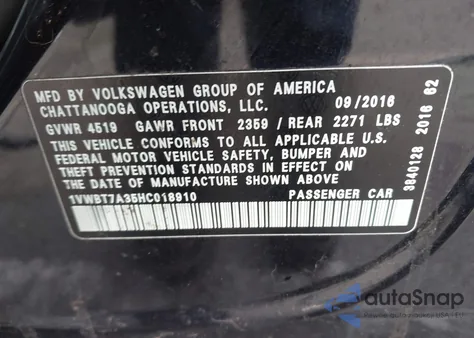 MFD BY VOLKSWAGEN GROUP OF AMERICA
CHATTANOOGA OPERATIONS, LLC. 09/2016
GVWR 4519 GAWR FRONT 2359 / REAR 2271 LBS
THIS VEHICLE CONFORMS TO ALL APPLICABLE US
FEDERAL MOTOR VEHICLE SAFETY, BUMPER AND
THEFT PREVENTION STANDARDS IN EFFECT ON
THE DATE OF MANUFACTURE SHOWN ABOVE
1VWBT7A35HC018910 PASSENGER CAR
3840128 2016 62
autoSnap